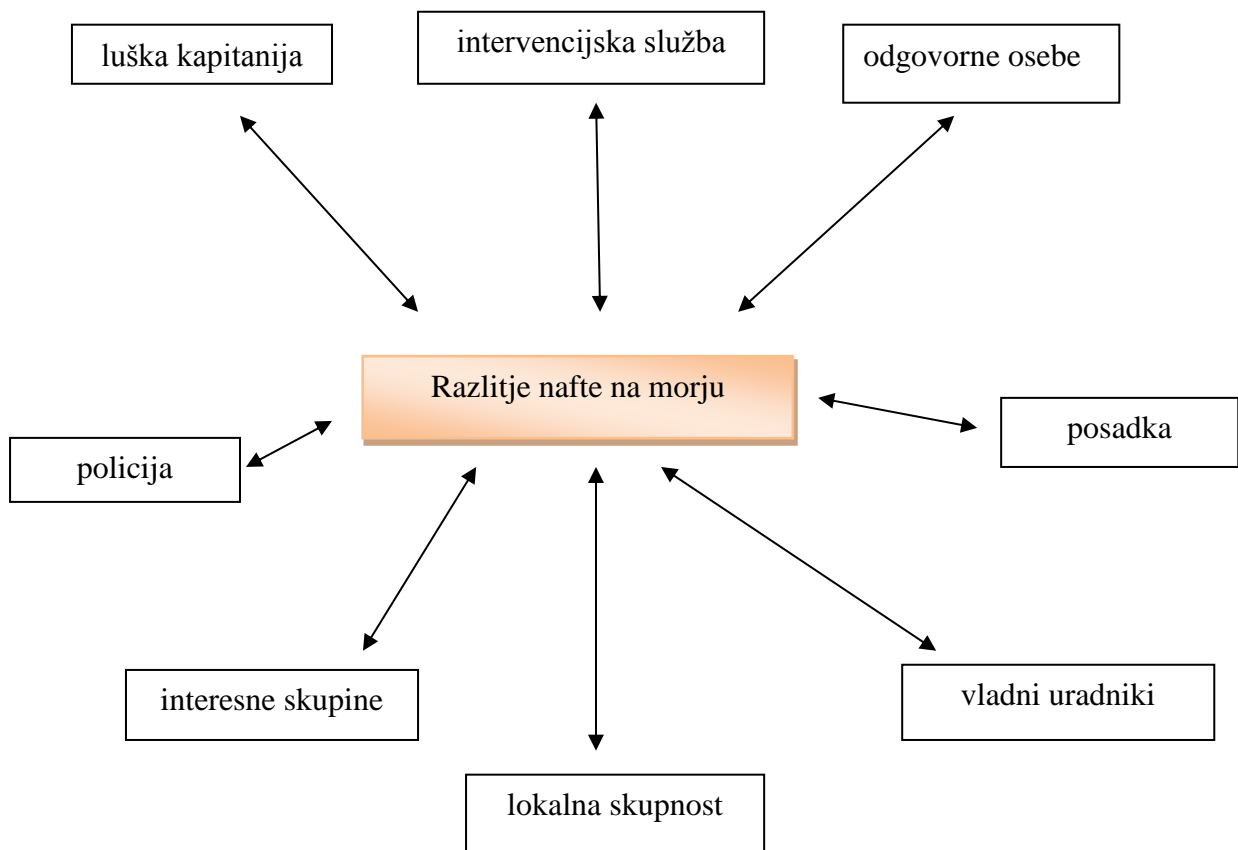 luška kapitanija
intervencijska služba
odgovorne osebe
Razlitje nafte na morju
policija
posadka
interesne skupine
vladni uradniki
lokalna skupnost